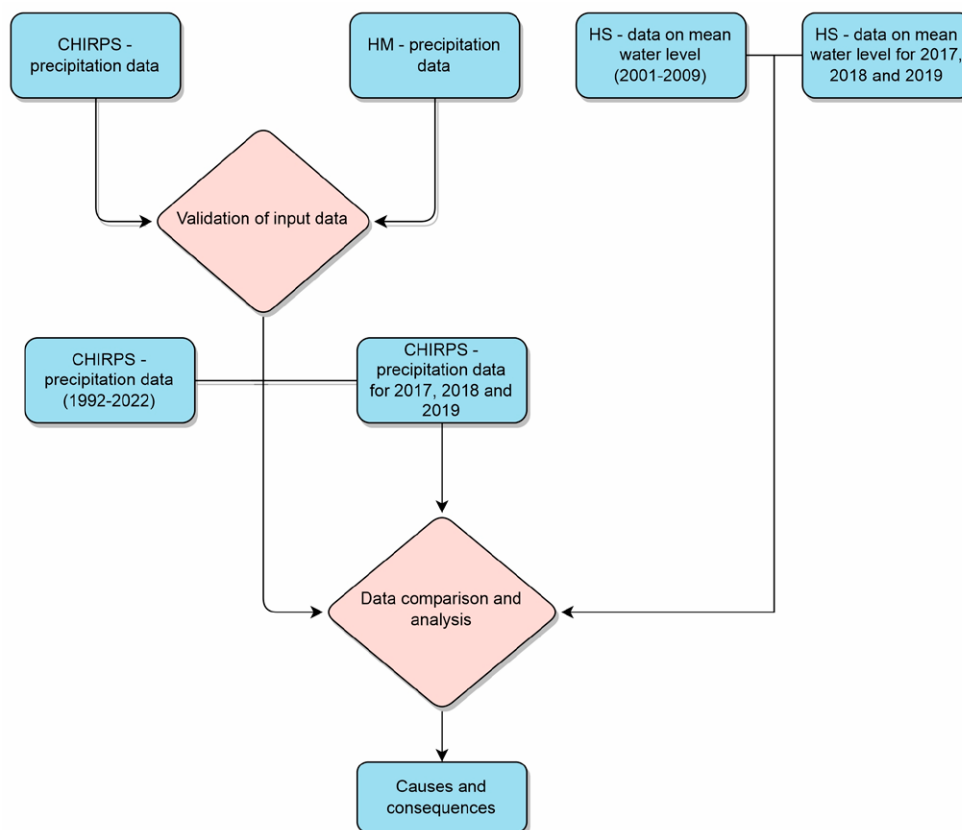 CHIRPS -
precipitation data
HM - precipitation
data
HS - data on mean
water level
(2001-2009)
HS - data on mean
water level for 2017,
2018 and 2019
Validation of input data
CHIRPS -
precipitation data
(1992-2022)
CHIRPS -
precipitation data
for 2017, 2018 and
2019
Data comparison and
analysis
Causes and
consequences